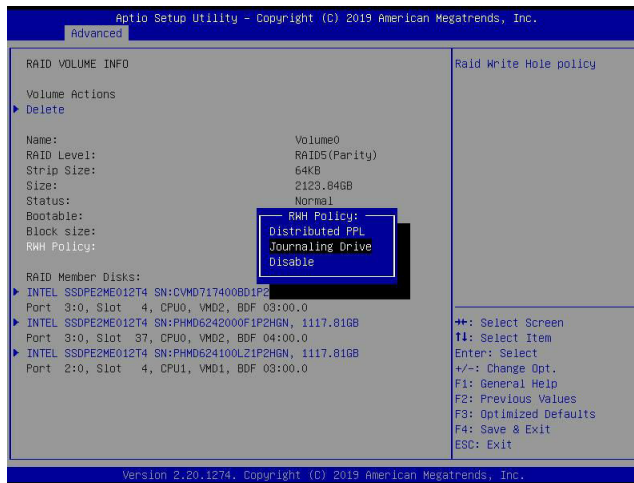 Aptio Setup Utility – Copyright (C) 2019 American Megatrends, Inc.
Advanced
RAID VOLUME INFO
Volume Actions
Delete
Name: Volume0
RAID Level: RAID5(Parity)
Strip Size: 64KB
Size: 2123.84GB
Status: Normal
Bootable:
Block size:
RWH Policy:
RWH Policy:
Distributed PPL
Journaling Drive
Disable
RAID Member Disks:
INTEL SSDPE2ME012T4 SN:CVMD717400BD1P2
Port 3:0, Slot 4, CPU0, VMD2, BDF 03:00.0
INTEL SSDPE2ME012T4 SN:PHMD6242000F1P2HGN, 1117.81GB
Port 3:0, Slot 37, CPU0, VMD2, BDF 04:00.0
INTEL SSDPE2ME012T4 SN:PHMD624100LZ1P2HGN, 1117.81GB
Port 2:0, Slot 4, CPU1, VMD1, BDF 03:00.0
Raid Write Hole policy
→←: Select Screen
↑↓: Select Item
Enter: Select
+/-: Change Opt.
F1: General Help
F2: Previous Values
F3: Optimized Defaults
F4: Save & Exit
ESC: Exit
Version 2.20.1274. Copyright (C) 2019 American Megatrends, Inc.